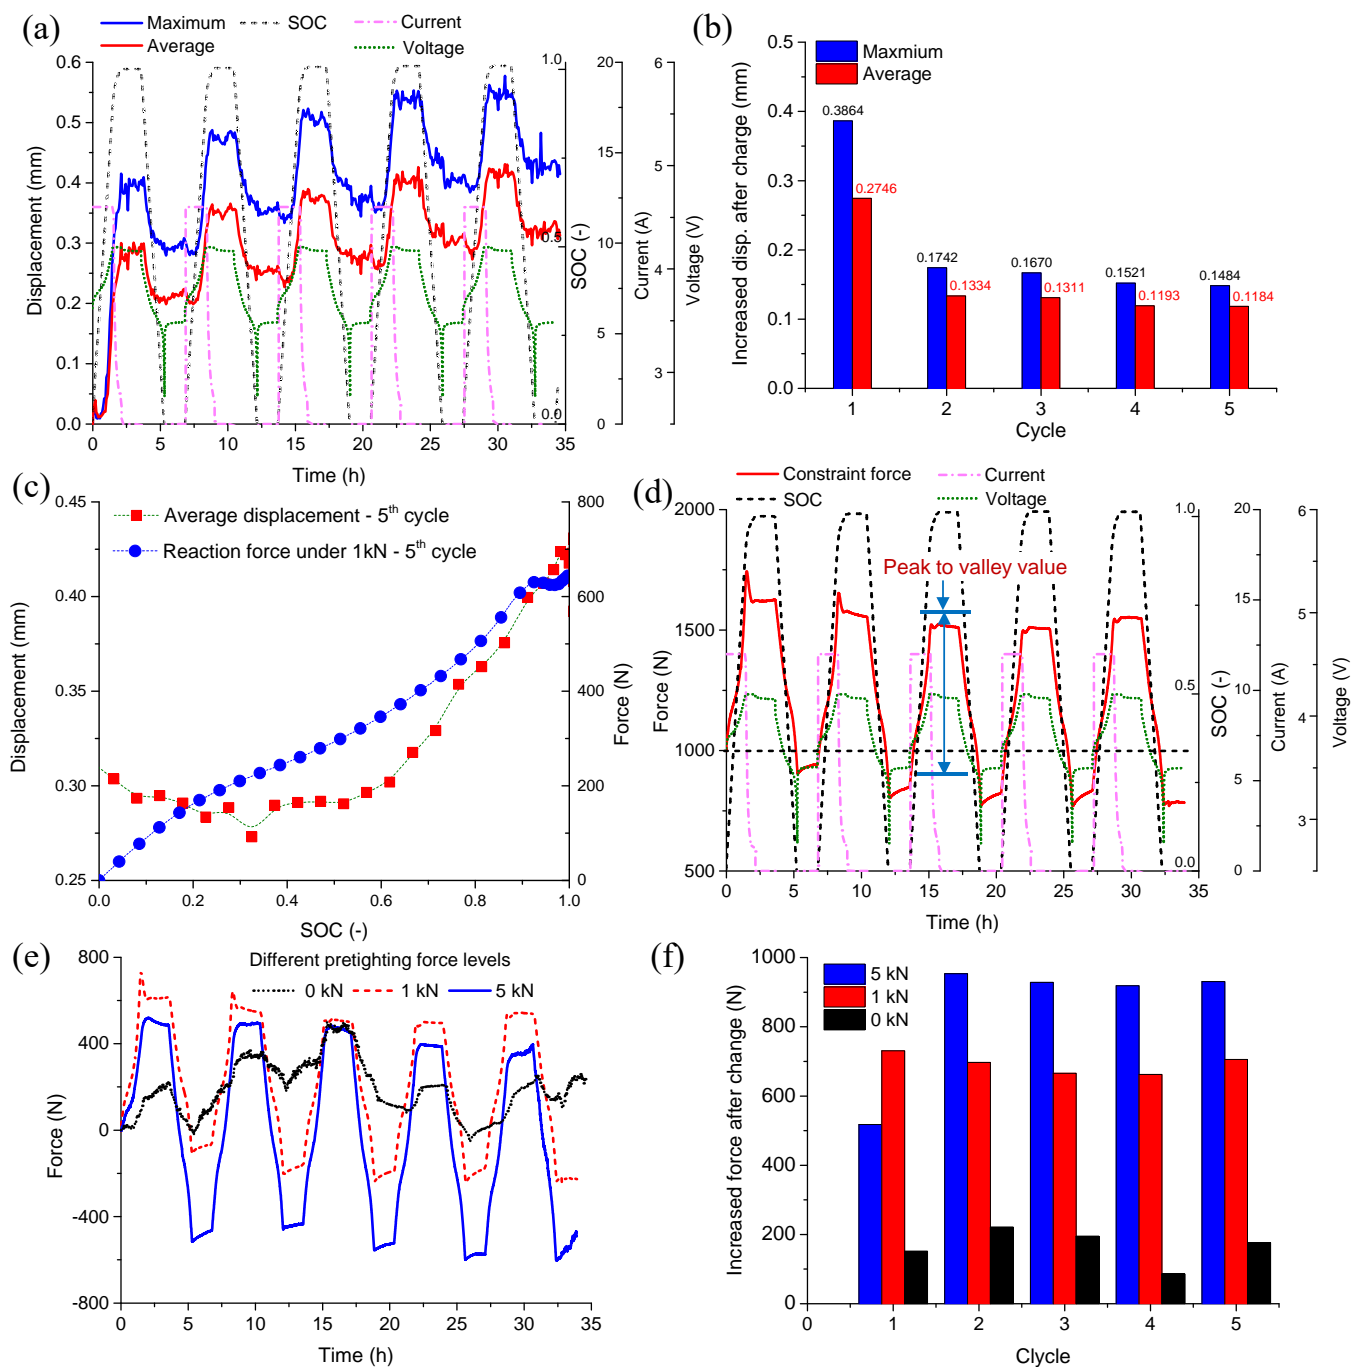 (a)
Maximum
SOC
Current
Average
Voltage
0.6
0.5
0.4
0.3
0.2
0.1
0.0
Displacement (mm)
0
5
10
15
20
25
30
35
Time (h)
1.0
0.5
0.0
SOC (-)
20
15
10
5
0
Current (A)
6
5
4
3
Voltage (V)
(b)
Maxmium
Average
0.5
0.4
0.3
0.2
0.1
0.0
Increased disp. after charge (mm)
0.3864
0.2746
0.1742
0.1334
0.1670
0.1311
0.1521
0.1193
0.1484
0.1184
1
2
3
4
5
Cycle
(c)
Average displacement - 5th cycle
Reaction force under 1kN - 5th cycle
0.45
0.40
0.35
0.30
0.25
Displacement (mm)
800
600
400
200
0
Force (N)
0.0
0.2
0.4
0.6
0.8
1.0
SOC (-)
(d)
Constraint force
Current
SOC
Voltage
Peak to valley value
2000
1500
1000
500
Force (N)
0
5
10
15
20
25
30
35
Time (h)
1.0
0.5
0.0
SOC (-)
20
15
10
5
0
Current (A)
6
5
4
3
Voltage (V)
(e)
Different pretighting force levels
0 kN
1 kN
5 kN
800
400
0
-400
-800
Force (N)
0
5
10
15
20
25
30
35
Time (h)
(f)
5 kN
1 kN
0 kN
1000
800
600
400
200
0
Increased force after change (N)
0
1
2
3
4
5
Clycle